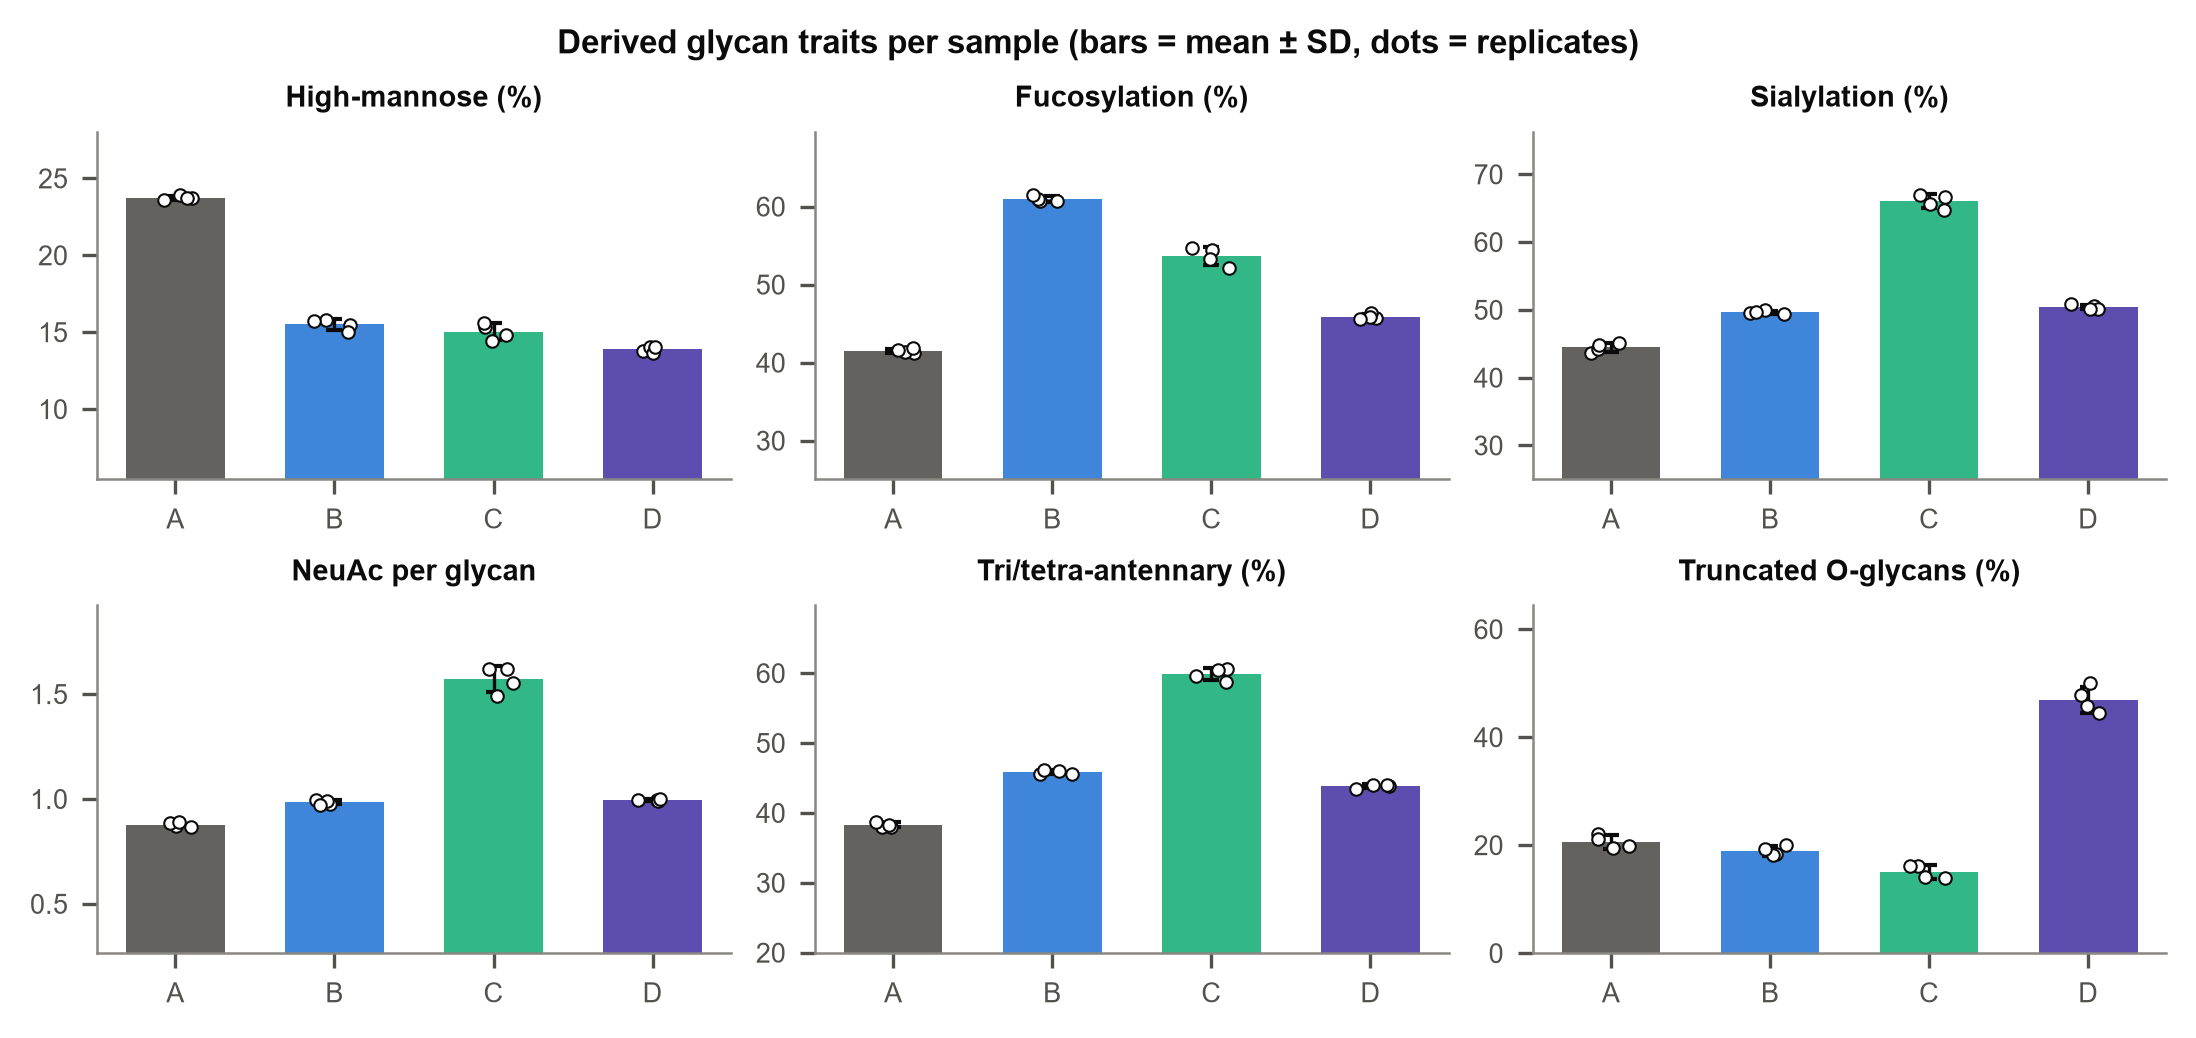 Derived glycan traits per sample (bars = mean ± SD, dots = replicates)
High-mannose (%)
25
20
15
10
A B C D
Fucosylation (%)
60
50
40
30
A B C D
Sialylation (%)
70
60
50
40
30
A B C D
NeuAc per glycan
1.5
1.0
0.5
A B C D
Tri/tetra-antennary (%)
60
50
40
30
20
A B C D
Truncated O-glycans (%)
60
40
20
0
A B C D